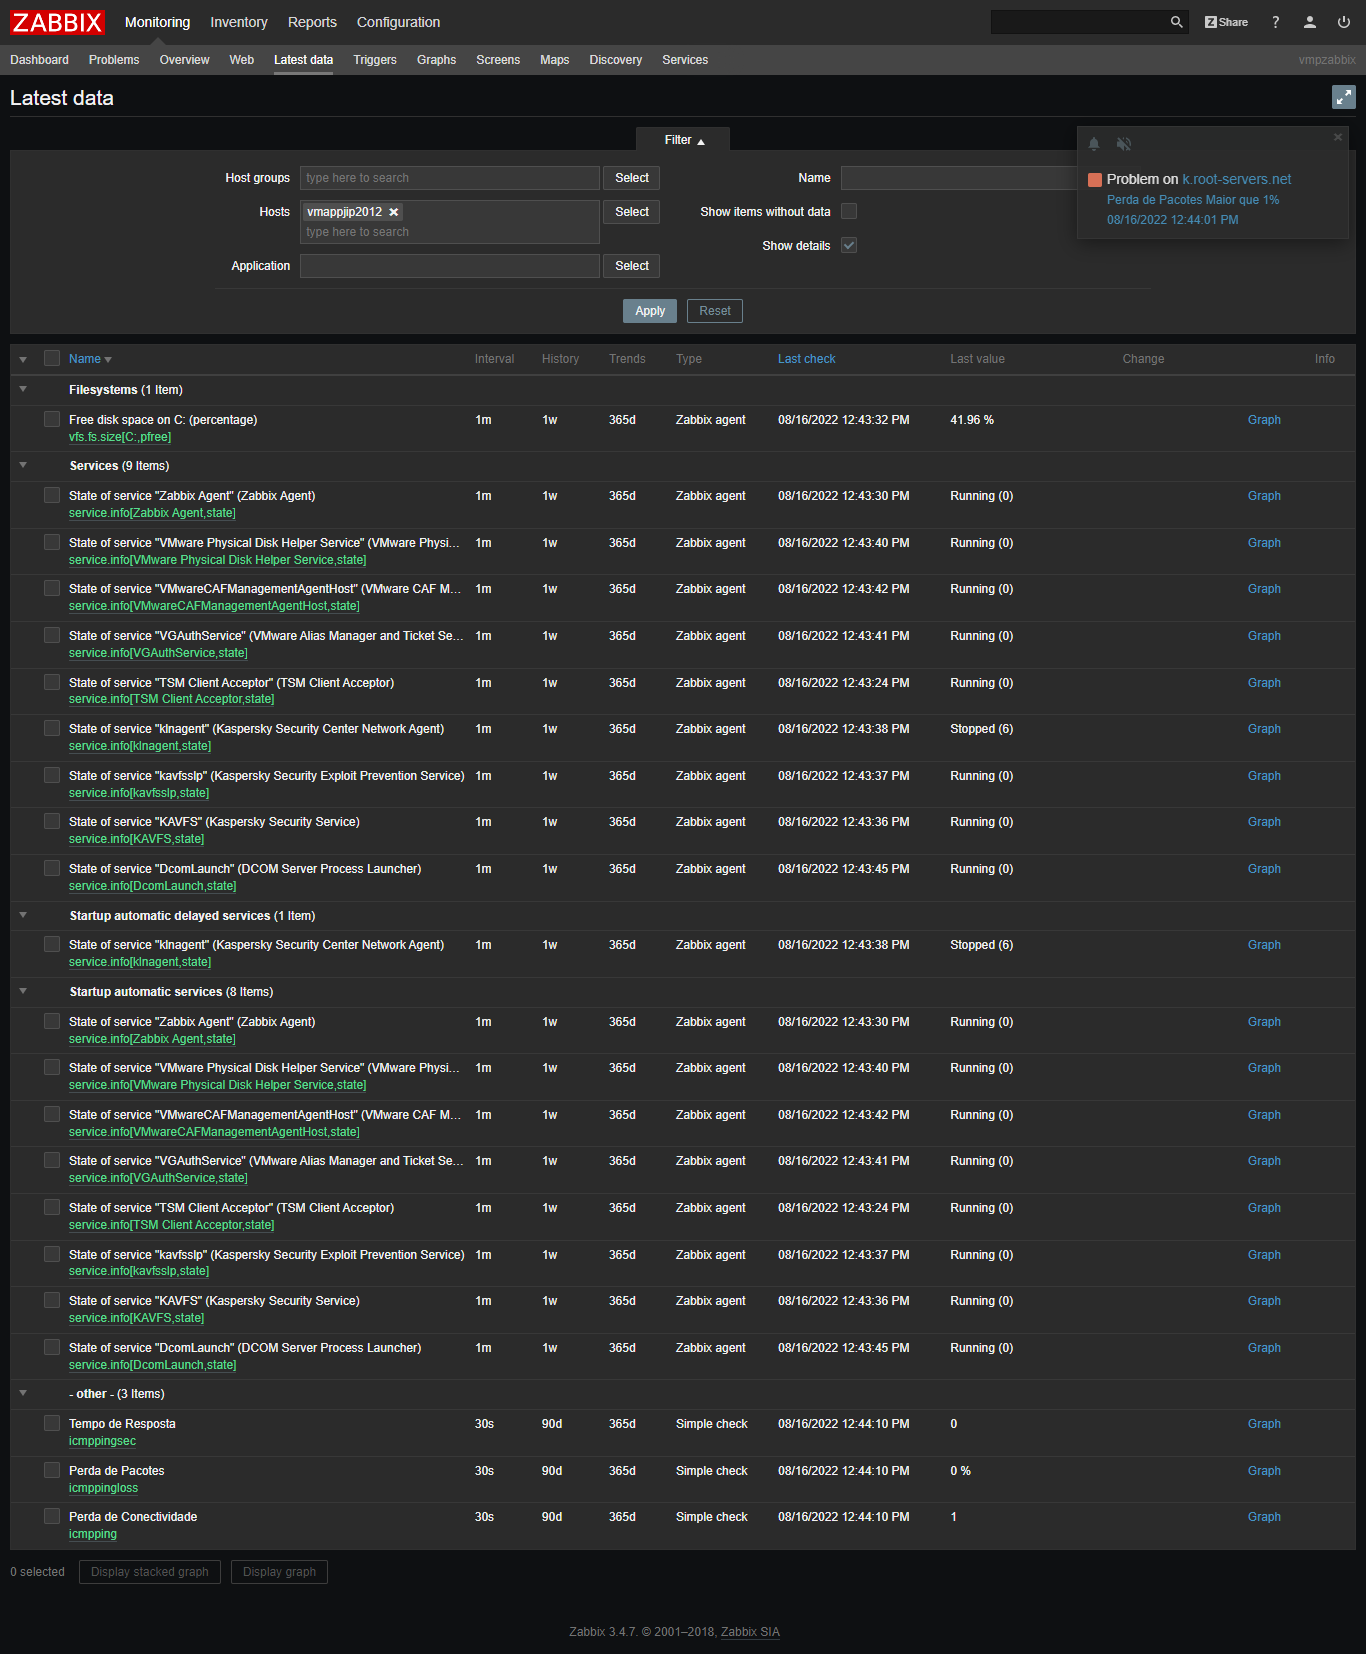 ZABBIX Monitoring Inventory Reports Configuration Z Share ?
Dashboard Problems Overview Web Latest data Triggers Graphs Screens Maps Discovery Services vmpzabbix
Latest data
Filter
Host groups type here to search Select Name
Hosts vmappjip2012 Select Show items without data
type here to search
Show details
Application Select
Apply Reset
Problem on k.root-servers.net
Perda de Pacotes Maior que 1%
08/16/2022 12:44:01 PM
Name Interval History Trends Type Last check Last value Change Info
Filesystems (1 Item)
Free disk space on C: (percentage) 1m 1w 365d Zabbix agent 08/16/2022 12:43:32 PM 41.96 % Graph
vfs.fs.size[C:,pfree]
Services (9 Items)
State of service "Zabbix Agent" (Zabbix Agent) 1m 1w 365d Zabbix agent 08/16/2022 12:43:30 PM Running (0) Graph
service.info[Zabbix Agent,state]
State of service "VMware Physical Disk Helper Service" (VMware Physi... 1m 1w 365d Zabbix agent 08/16/2022 12:43:40 PM Running (0) Graph
service.info[VMware Physical Disk Helper Service,state]
State of service "VMwareCAFManagementAgentHost" (VMware CAF M... 1m 1w 365d Zabbix agent 08/16/2022 12:43:42 PM Running (0) Graph
service.info[VMwareCAFManagementAgentHost,state]
State of service "VGAuthService" (VMware Alias Manager and Ticket Se... 1m 1w 365d Zabbix agent 08/16/2022 12:43:41 PM Running (0) Graph
service.info[VGAuthService,state]
State of service "TSM Client Acceptor" (TSM Client Acceptor) 1m 1w 365d Zabbix agent 08/16/2022 12:43:24 PM Running (0) Graph
service.info[TSM Client Acceptor,state]
State of service "klnagent" (Kaspersky Security Center Network Agent) 1m 1w 365d Zabbix agent 08/16/2022 12:43:38 PM Stopped (6) Graph
service.info[klnagent,state]
State of service "kavfsslp" (Kaspersky Security Exploit Prevention Service) 1m 1w 365d Zabbix agent 08/16/2022 12:43:37 PM Running (0) Graph
service.info[kavfsslp,state]
State of service "KAVFS" (Kaspersky Security Service) 1m 1w 365d Zabbix agent 08/16/2022 12:43:36 PM Running (0) Graph
service.info[KAVFS,state]
State of service "DcomLaunch" (DCOM Server Process Launcher) 1m 1w 365d Zabbix agent 08/16/2022 12:43:45 PM Running (0) Graph
service.info[DcomLaunch,state]
Startup automatic delayed services (1 Item)
State of service "klnagent" (Kaspersky Security Center Network Agent) 1m 1w 365d Zabbix agent 08/16/2022 12:43:38 PM Stopped (6) Graph
service.info[klnagent,state]
Startup automatic services (8 Items)
State of service "Zabbix Agent" (Zabbix Agent) 1m 1w 365d Zabbix agent 08/16/2022 12:43:30 PM Running (0) Graph
service.info[Zabbix Agent,state]
State of service "VMware Physical Disk Helper Service" (VMware Physi... 1m 1w 365d Zabbix agent 08/16/2022 12:43:40 PM Running (0) Graph
service.info[VMware Physical Disk Helper Service,state]
State of service "VMwareCAFManagementAgentHost" (VMware CAF M... 1m 1w 365d Zabbix agent 08/16/2022 12:43:42 PM Running (0) Graph
service.info[VMwareCAFManagementAgentHost,state]
State of service "VGAuthService" (VMware Alias Manager and Ticket Se... 1m 1w 365d Zabbix agent 08/16/2022 12:43:41 PM Running (0) Graph
service.info[VGAuthService,state]
State of service "TSM Client Acceptor" (TSM Client Acceptor) 1m 1w 365d Zabbix agent 08/16/2022 12:43:24 PM Running (0) Graph
service.info[TSM Client Acceptor,state]
State of service "kavfsslp" (Kaspersky Security Exploit Prevention Service) 1m 1w 365d Zabbix agent 08/16/2022 12:43:37 PM Running (0) Graph
service.info[kavfsslp,state]
State of service "KAVFS" (Kaspersky Security Service) 1m 1w 365d Zabbix agent 08/16/2022 12:43:36 PM Running (0) Graph
service.info[KAVFS,state]
State of service "DcomLaunch" (DCOM Server Process Launcher) 1m 1w 365d Zabbix agent 08/16/2022 12:43:45 PM Running (0) Graph
service.info[DcomLaunch,state]
- other - (3 Items)
Tempo de Resposta 30s 90d 365d Simple check 08/16/2022 12:44:10 PM 0 Graph
icmppingsec
Perda de Pacotes 30s 90d 365d Simple check 08/16/2022 12:44:10 PM 0 % Graph
icmppingloss
Perda de Conectividade 30s 90d 365d Simple check 08/16/2022 12:44:10 PM 1 Graph
icmpping
0 selected Display stacked graph Display graph
Zabbix 3.4.7. © 2001–2018, Zabbix SIA